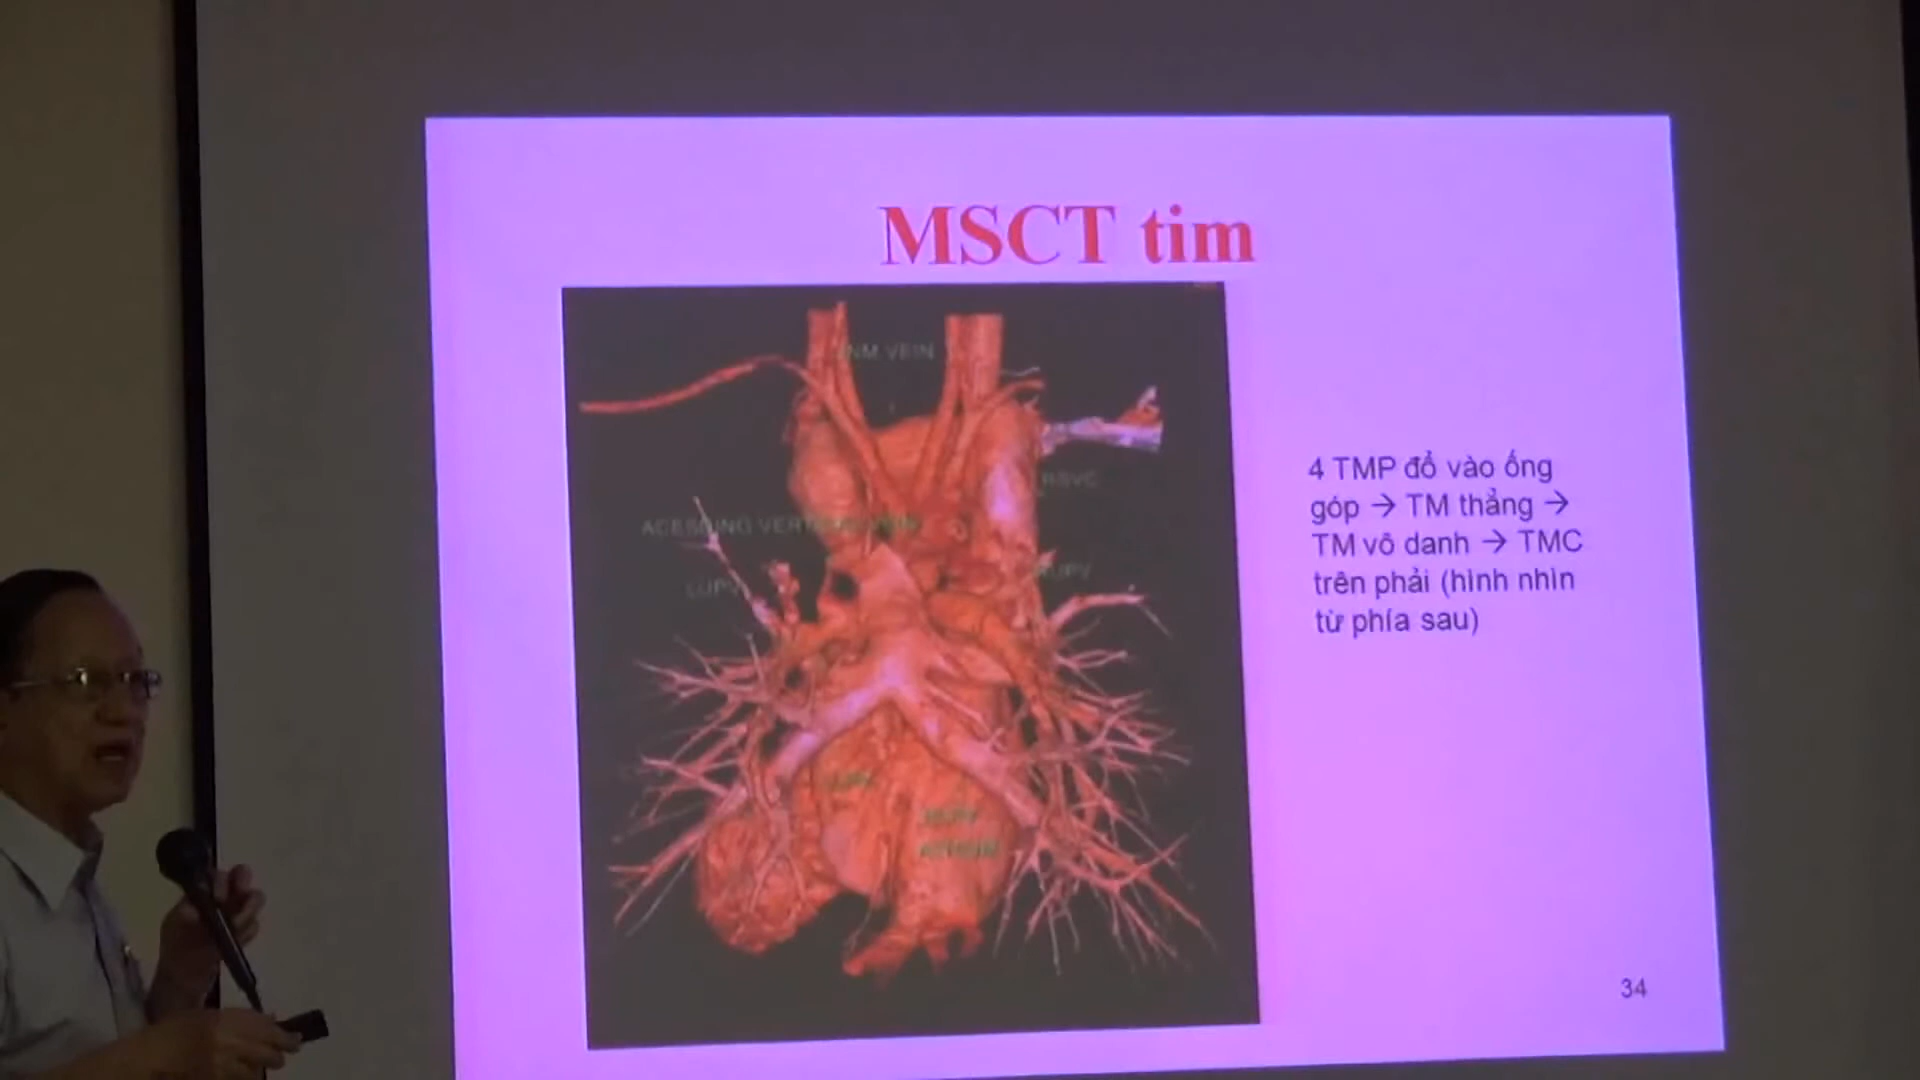 MSCT tim
INM VEIN
RSVC
LUPV
RUPV
4 TMP đổ vào ống
góp → TM thẳng →
TM vô danh → TMC
trên phải (hình nhìn
từ phía sau)
34